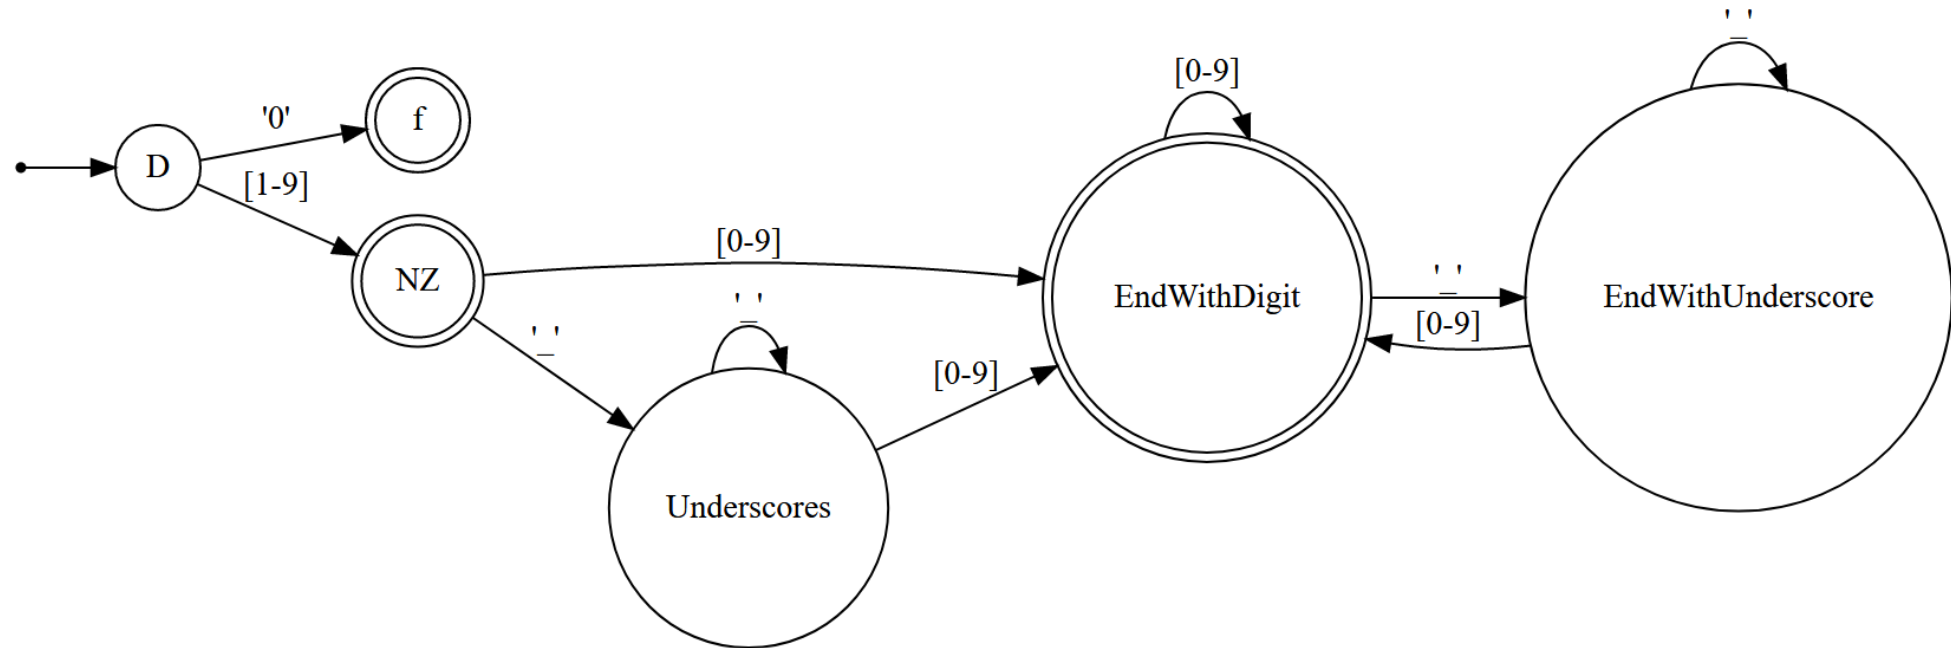 '_'
[0-9]
'0'
f
D
[1-9]
[0-9]
NZ
'_'
'_'
EndWithDigit
'_'
[0-9]
EndWithUnderscore
[0-9]
Underscores